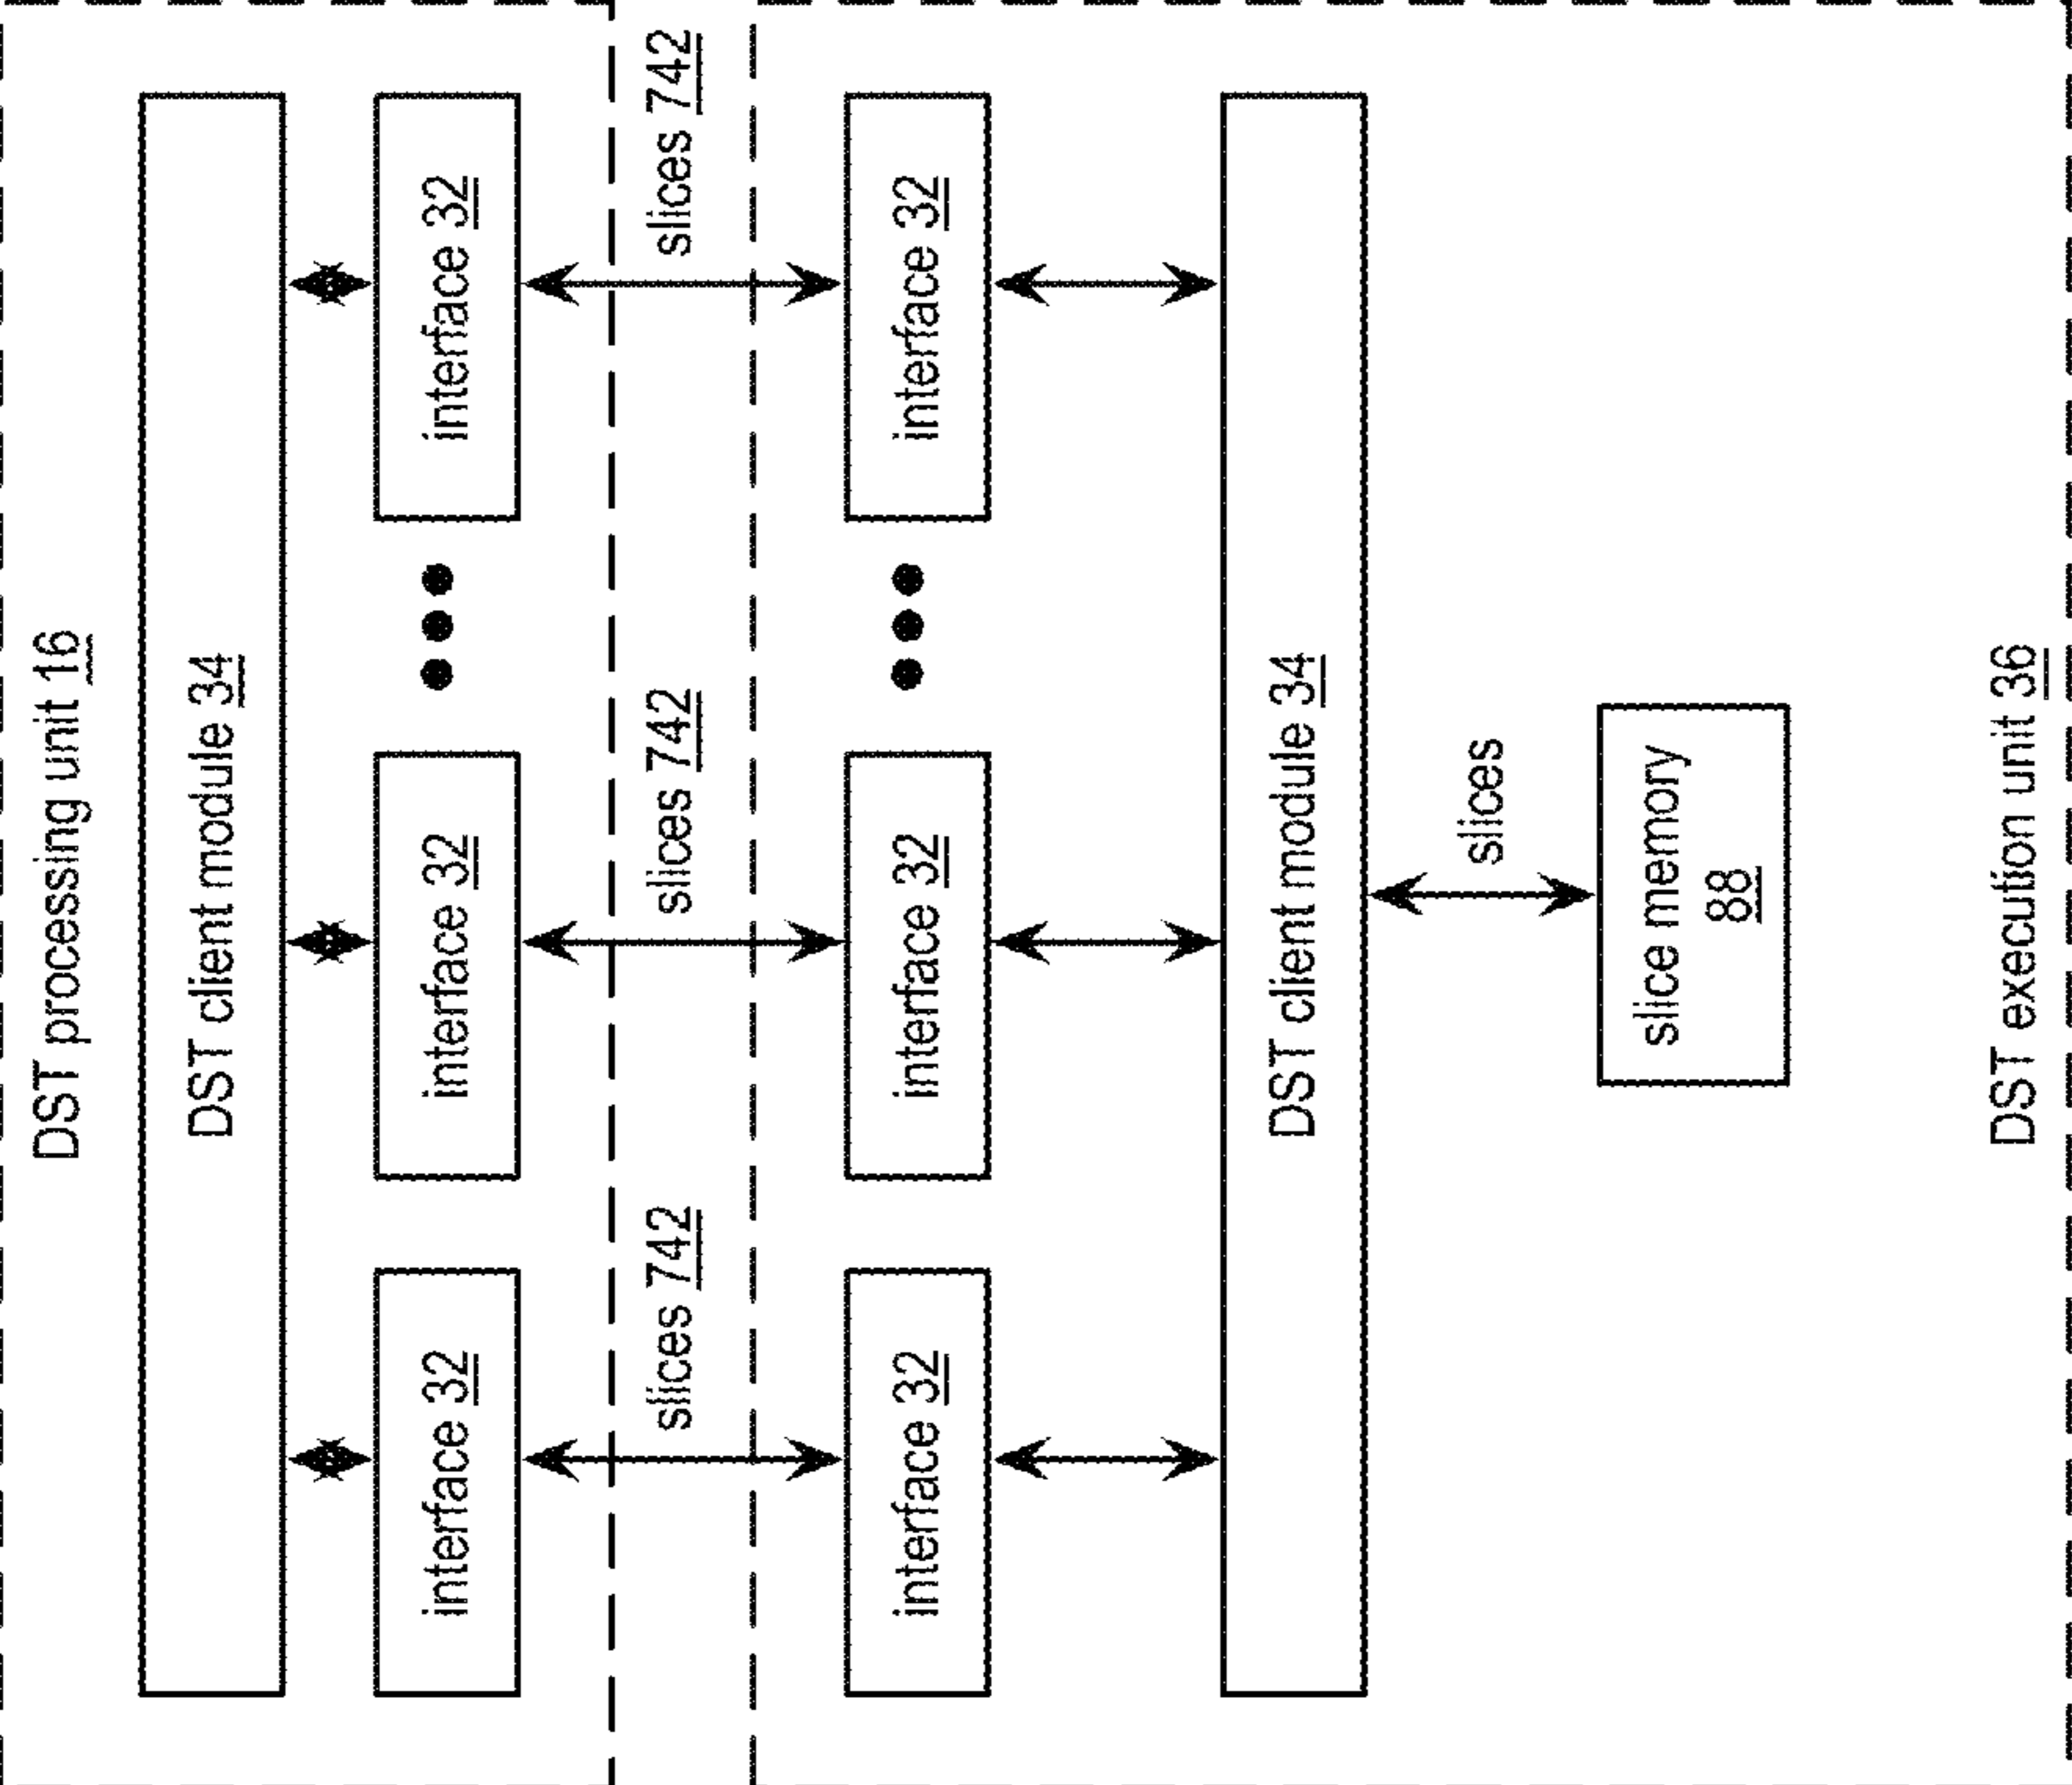 DST processing unit 16
DST client module 34
interface 32
interface 32
interface 32
slices 742
slices 742
slices 742
interface 32
interface 32
interface 32
DST client module 34
slices
slice memory
88
DST execution unit 36